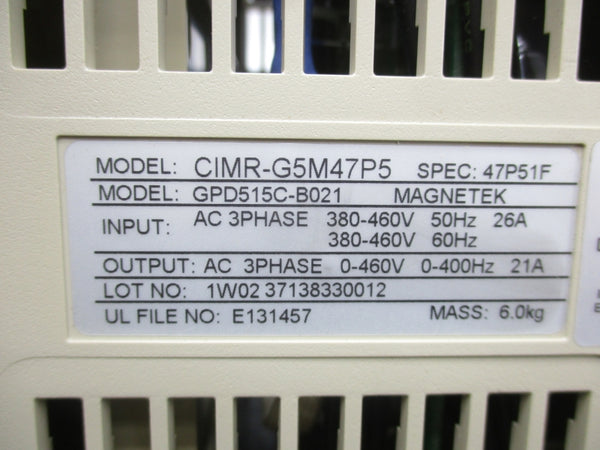 MODEL: CIMR-G5M47P5 SPEC: 47P51F
MODEL: GPD515C-B021 MAGNETEK
INPUT: AC 3PHASE 380-460V 50Hz 26A
380-460V 60Hz
OUTPUT: AC 3PHASE 0-460V 0-400Hz 21A
LOT NO: 1W02 37138330012
UL FILE NO: E131457 MASS: 6.0kg